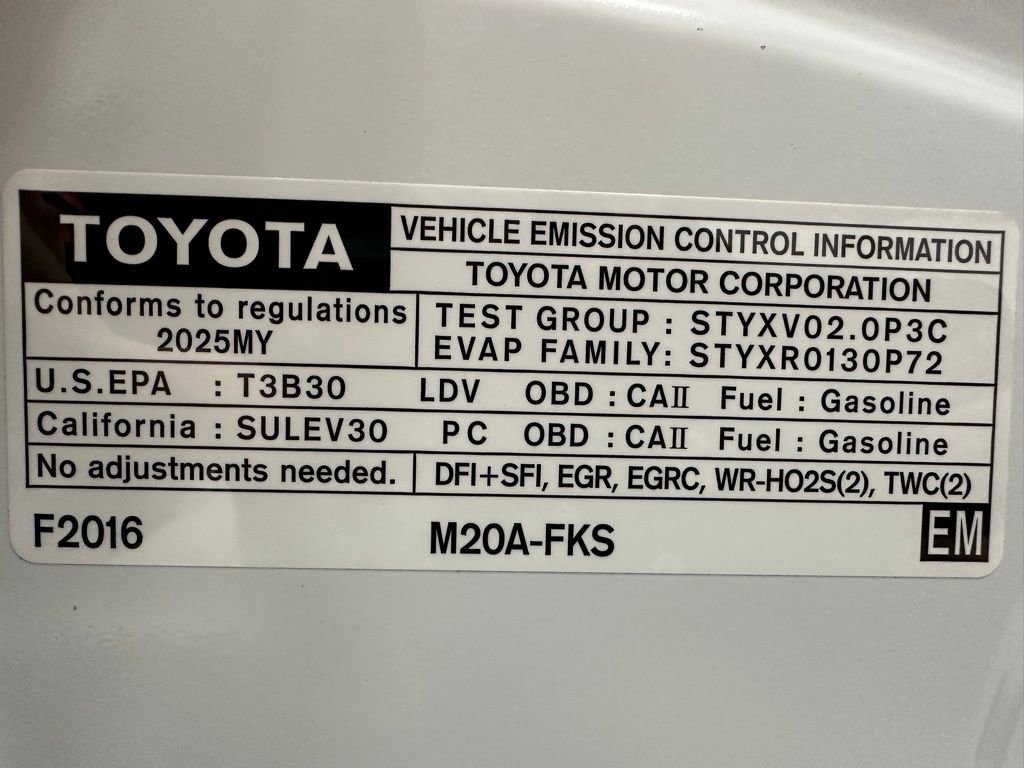 TOYOTA
VEHICLE EMISSION CONTROL INFORMATION
TOYOTA MOTOR CORPORATION
Conforms to regulations
2025MY
TEST GROUP : STYXV02.0P3C
EVAP FAMILY: STYXR0130P72
U.S.EPA : T3B30 LDV OBD : CAII Fuel : Gasoline
California : SULEV30 PC OBD : CAII Fuel : Gasoline
No adjustments needed. DFI+SFI, EGR, EGRC, WR-HO2S(2), TWC(2)
F2016 M20A-FKS EM